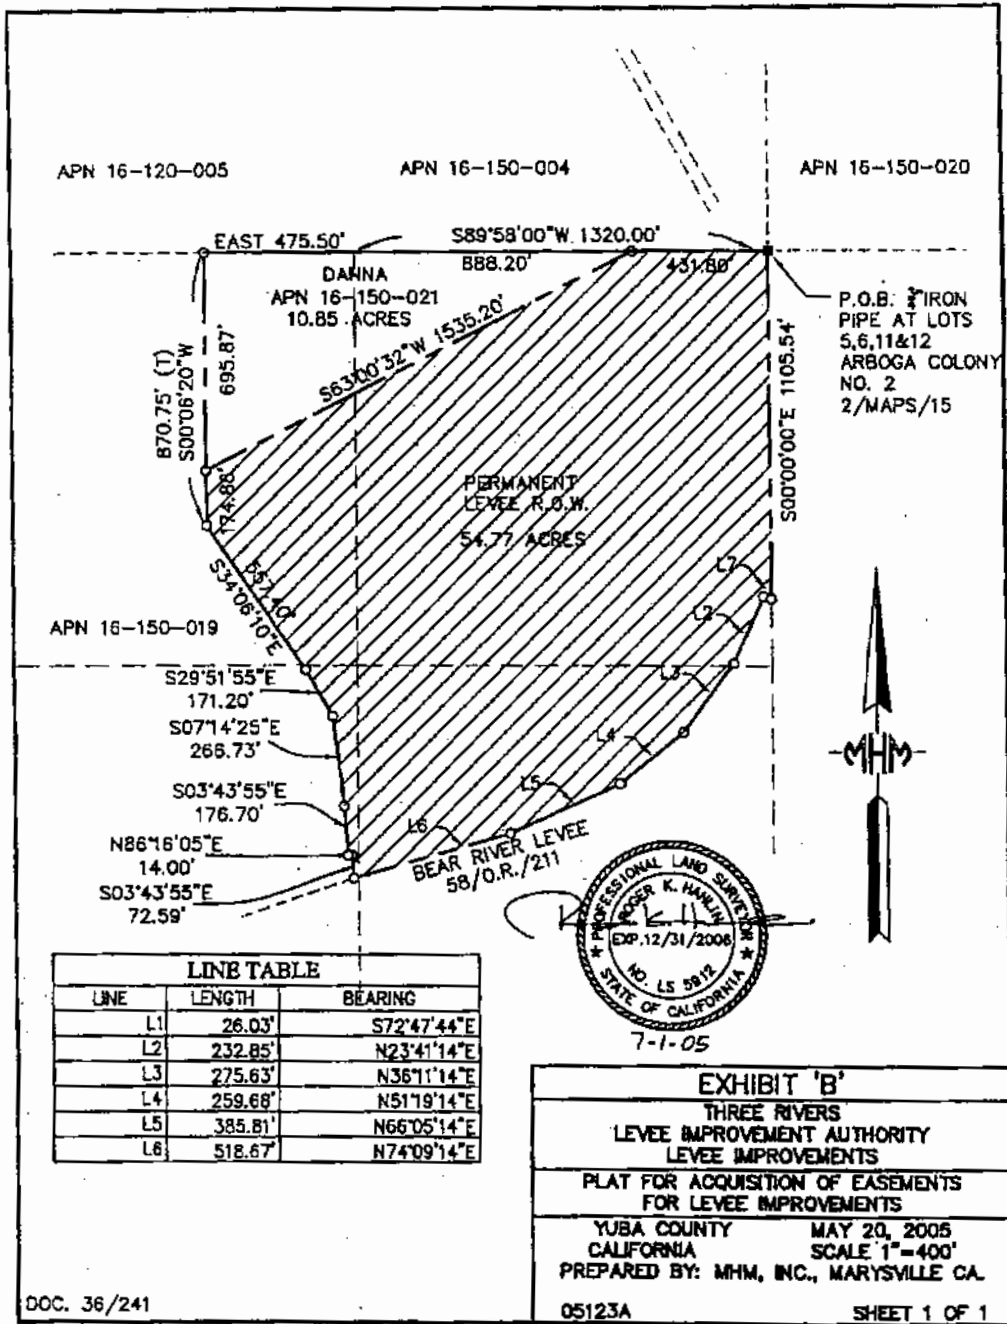 APN 16-120-005
APN 16-150-004
APN 16-150-020
EAST 475.50'
S89°58'00"W 1320.00'
888.20'
431.80'
DANNA
APN 16-150-021
10.85 ACRES
P.O.B. ¾"IRON
PIPE AT LOTS
5,6,11&12
ARBOGA COLONY
NO. 2
2/MAPS/15
S63°00'32"W 1535.20'
695.87'
870.75' (T)
S00°06'20"W
174.88'
S00°00'00"E 1105.54'
PERMANENT
LEVEE R.O.W.
54.77 ACRES
557.40'
S34°06'10"E
APN 16-150-019
L7
L2
L3
L4
L5
L6
S29°51'55"E
171.20'
S07°14'25"E
266.73'
S03°43'55"E
176.70'
N86°16'05"E
14.00'
S03°43'55"E
72.59'
BEAR RIVER LEVEE
58/O.R./211
MHM
PROFESSIONAL LAND SURVEYOR
ROGER K. HANLIN
EXP.12/31/2006
NO. LS 5912
STATE OF CALIFORNIA
7-1-05
LINE TABLE
LINE LENGTH BEARING
L1 26.03' S72°47'44"E
L2 232.85' N23°41'14"E
L3 275.63' N36°11'14"E
L4 259.68' N51°19'14"E
L5 385.81' N66°05'14"E
L6 518.67' N74°09'14"E
EXHIBIT 'B'
THREE RIVERS
LEVEE IMPROVEMENT AUTHORITY
LEVEE IMPROVEMENTS
PLAT FOR ACQUISITION OF EASEMENTS
FOR LEVEE IMPROVEMENTS
YUBA COUNTY MAY 20, 2005
CALIFORNIA SCALE 1"=400'
PREPARED BY: MHM, INC., MARYSVILLE CA.
05123A SHEET 1 OF 1
DOC. 36/241